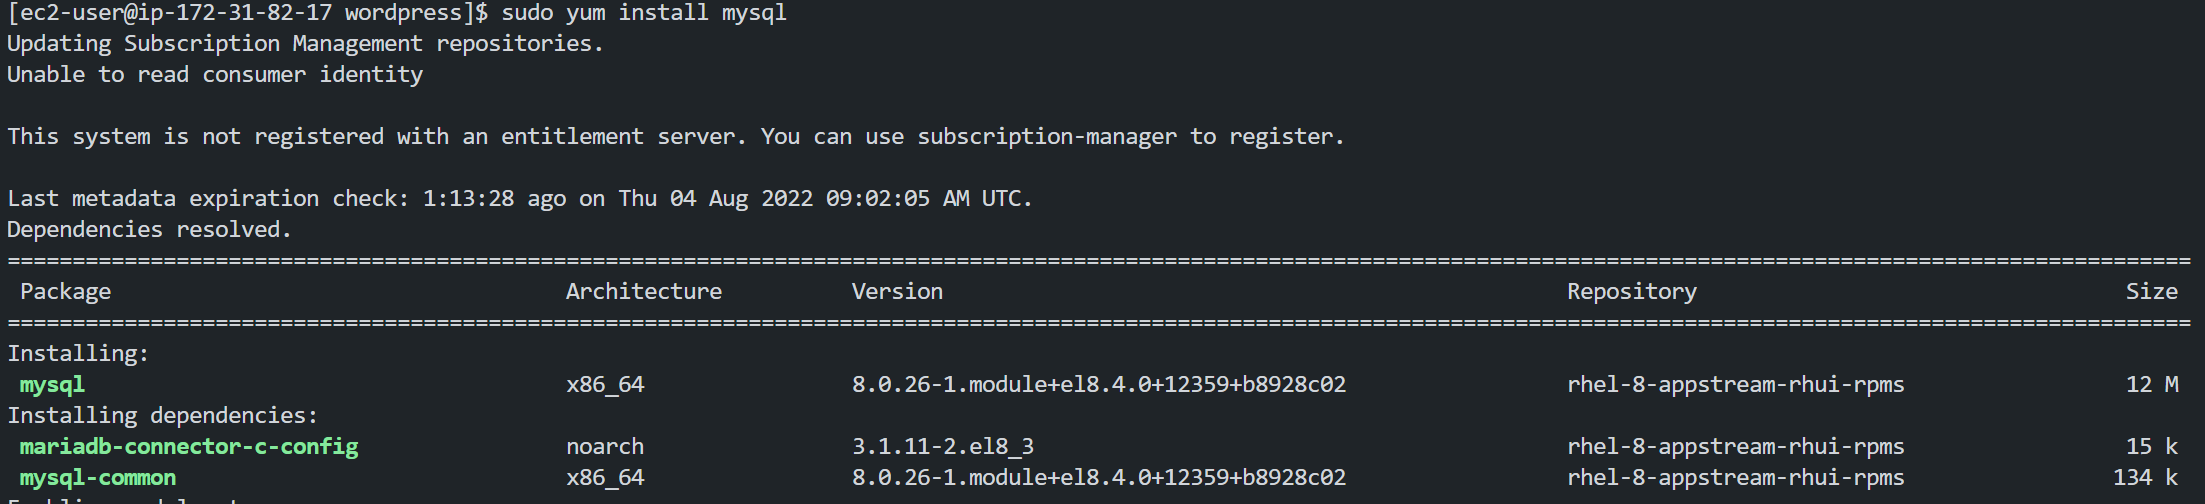 [ec2-user@ip-172-31-82-17 wordpress]$ sudo yum install mysql
Updating Subscription Management repositories.
Unable to read consumer identity
This system is not registered with an entitlement server. You can use subscription-manager to register.
Last metadata expiration check: 1:13:28 ago on Thu 04 Aug 2022 09:02:05 AM UTC.
Dependencies resolved.
================================================================================
Package Architecture Version Repository Size
================================================================================
Installing:
mysql x86_64 8.0.26-1.module+el8.4.0+12359+b8928c02 rhel-8-appstream-rhui-rpms 12 M
Installing dependencies:
mariadb-connector-c-config noarch 3.1.11-2.el8_3 rhel-8-appstream-rhui-rpms 15 k
mysql-common x86_64 8.0.26-1.module+el8.4.0+12359+b8928c02 rhel-8-appstream-rhui-rpms 134 k